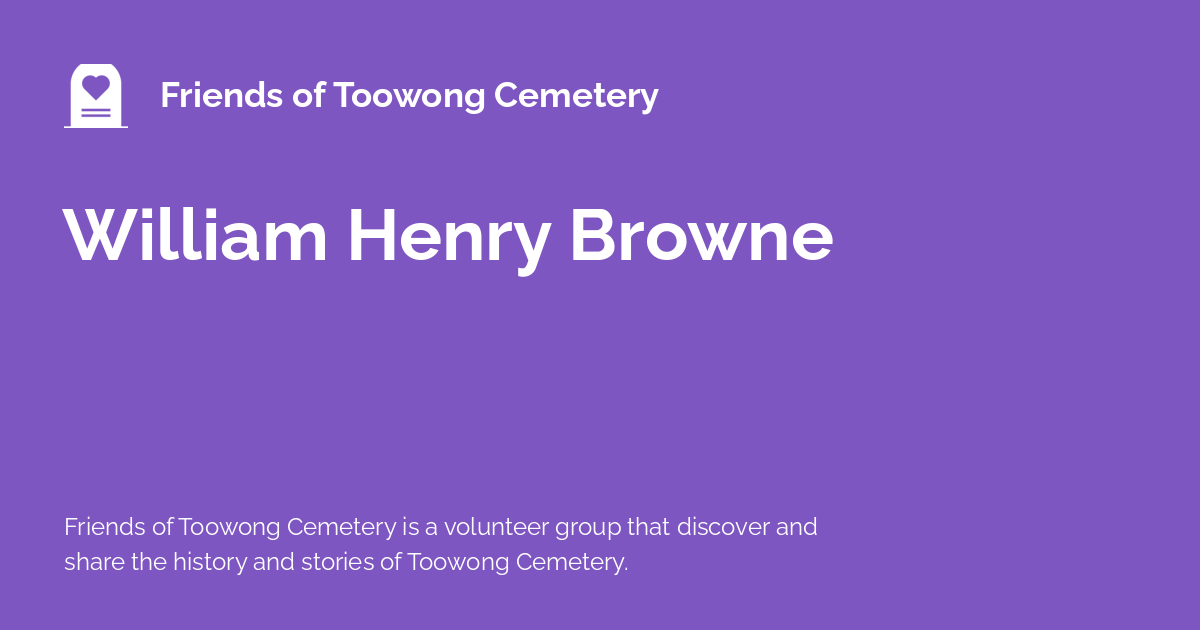 Friends of Toowong Cemetery
William Henry Browne
Friends of Toowong Cemetery is a volunteer group that discover and
share the history and stories of Toowong Cemetery.